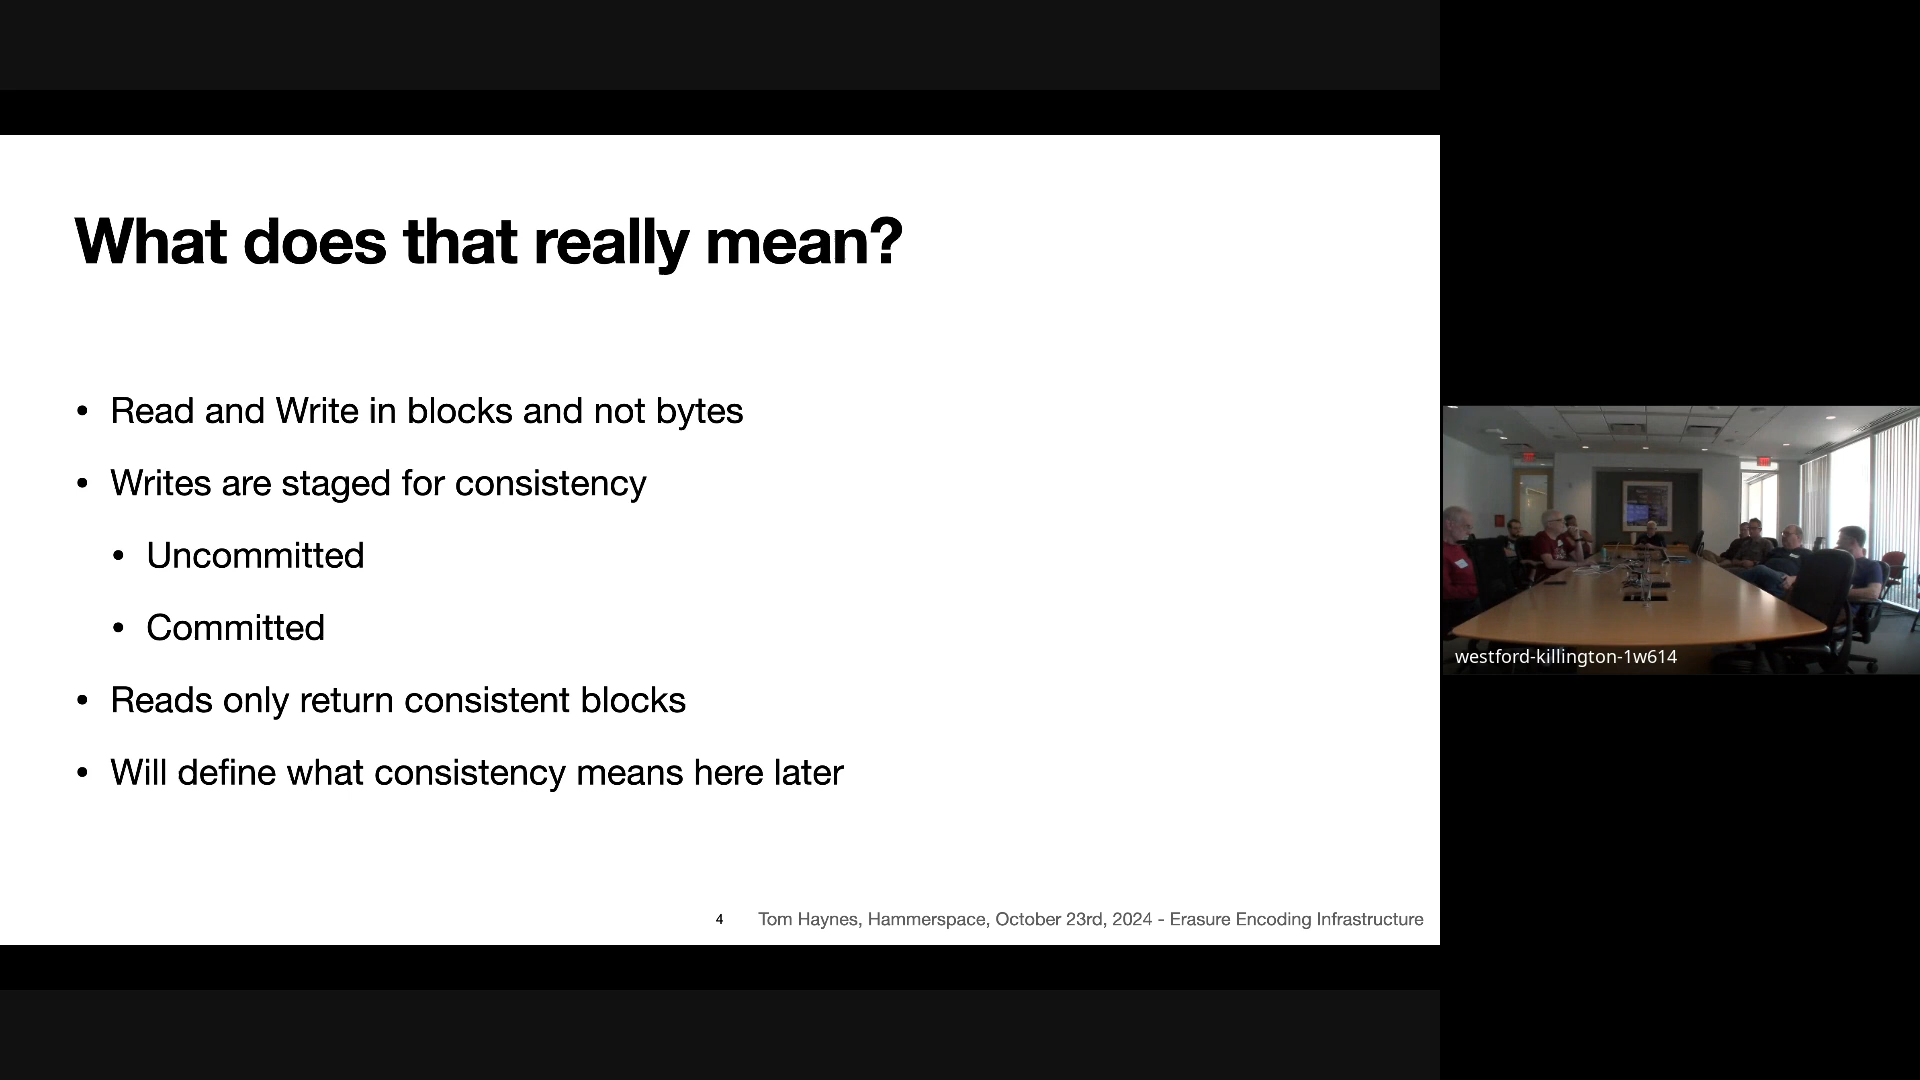 What does that really mean?
• Read and Write in blocks and not bytes
• Writes are staged for consistency
• Uncommitted
• Committed
• Reads only return consistent blocks
• Will define what consistency means here later
4 Tom Haynes, Hammerspace, October 23rd, 2024 - Erasure Encoding Infrastructure
westford-killington-1w614